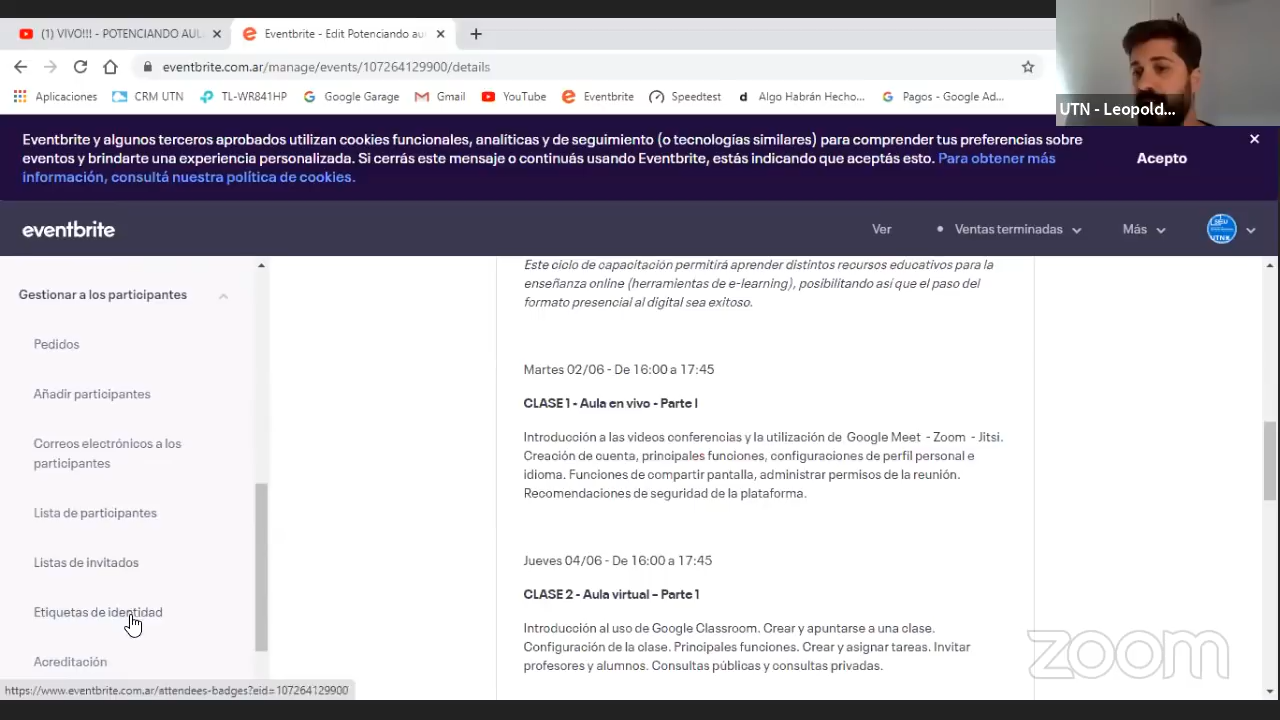 (1) VIVO!!! - POTENCIANDO AUL
Eventbrite - Edit Potenciando au
eventbrite.com.ar/manage/events/107264129900/details
Aplicaciones CRM UTN TL-WR841HP Google Garage Gmail YouTube Eventbrite Speedtest Algo Habrán Hecho... Pagos - Google Ad...
UTN - Leopold...
Eventbrite y algunos terceros aprobados utilizan cookies funcionales, analíticas y de seguimiento (o tecnologías similares) para comprender tus preferencias sobre
eventos y brindarte una experiencia personalizada. Si cerrás este mensaje o continuás usando Eventbrite, estás indicando que aceptás esto. Para obtener más
información, consultá nuestra política de cookies.
Acepto
eventbrite
Ver
Ventas terminadas
Más
Gestionar a los participantes
Pedidos
Añadir participantes
Correos electrónicos a los
participantes
Lista de participantes
Listas de invitados
Etiquetas de identidad
Acreditación
https://www.eventbrite.com.ar/attendees-badges?eid=107264129900
Este ciclo de capacitación permitirá aprender distintos recursos educativos para la
enseñanza online (herramientas de e-learning), posibilitando así que el paso del
formato presencial al digital sea exitoso.
Martes 02/06 - De 16:00 a 17:45
CLASE 1 - Aula en vivo - Parte I
Introducción a las videos conferencias y la utilización de Google Meet - Zoom - Jitsi.
Creación de cuenta, principales funciones, configuraciones de perfil personal e
idioma. Funciones de compartir pantalla, administrar permisos de la reunión.
Recomendaciones de seguridad de la plataforma.
Jueves 04/06 - De 16:00 a 17:45
CLASE 2 - Aula virtual – Parte 1
Introducción al uso de Google Classroom. Crear y apuntarse a una clase.
Configuración de la clase. Principales funciones. Crear y asignar tareas. Invitar
profesores y alumnos. Consultas públicas y consultas privadas.
zoom